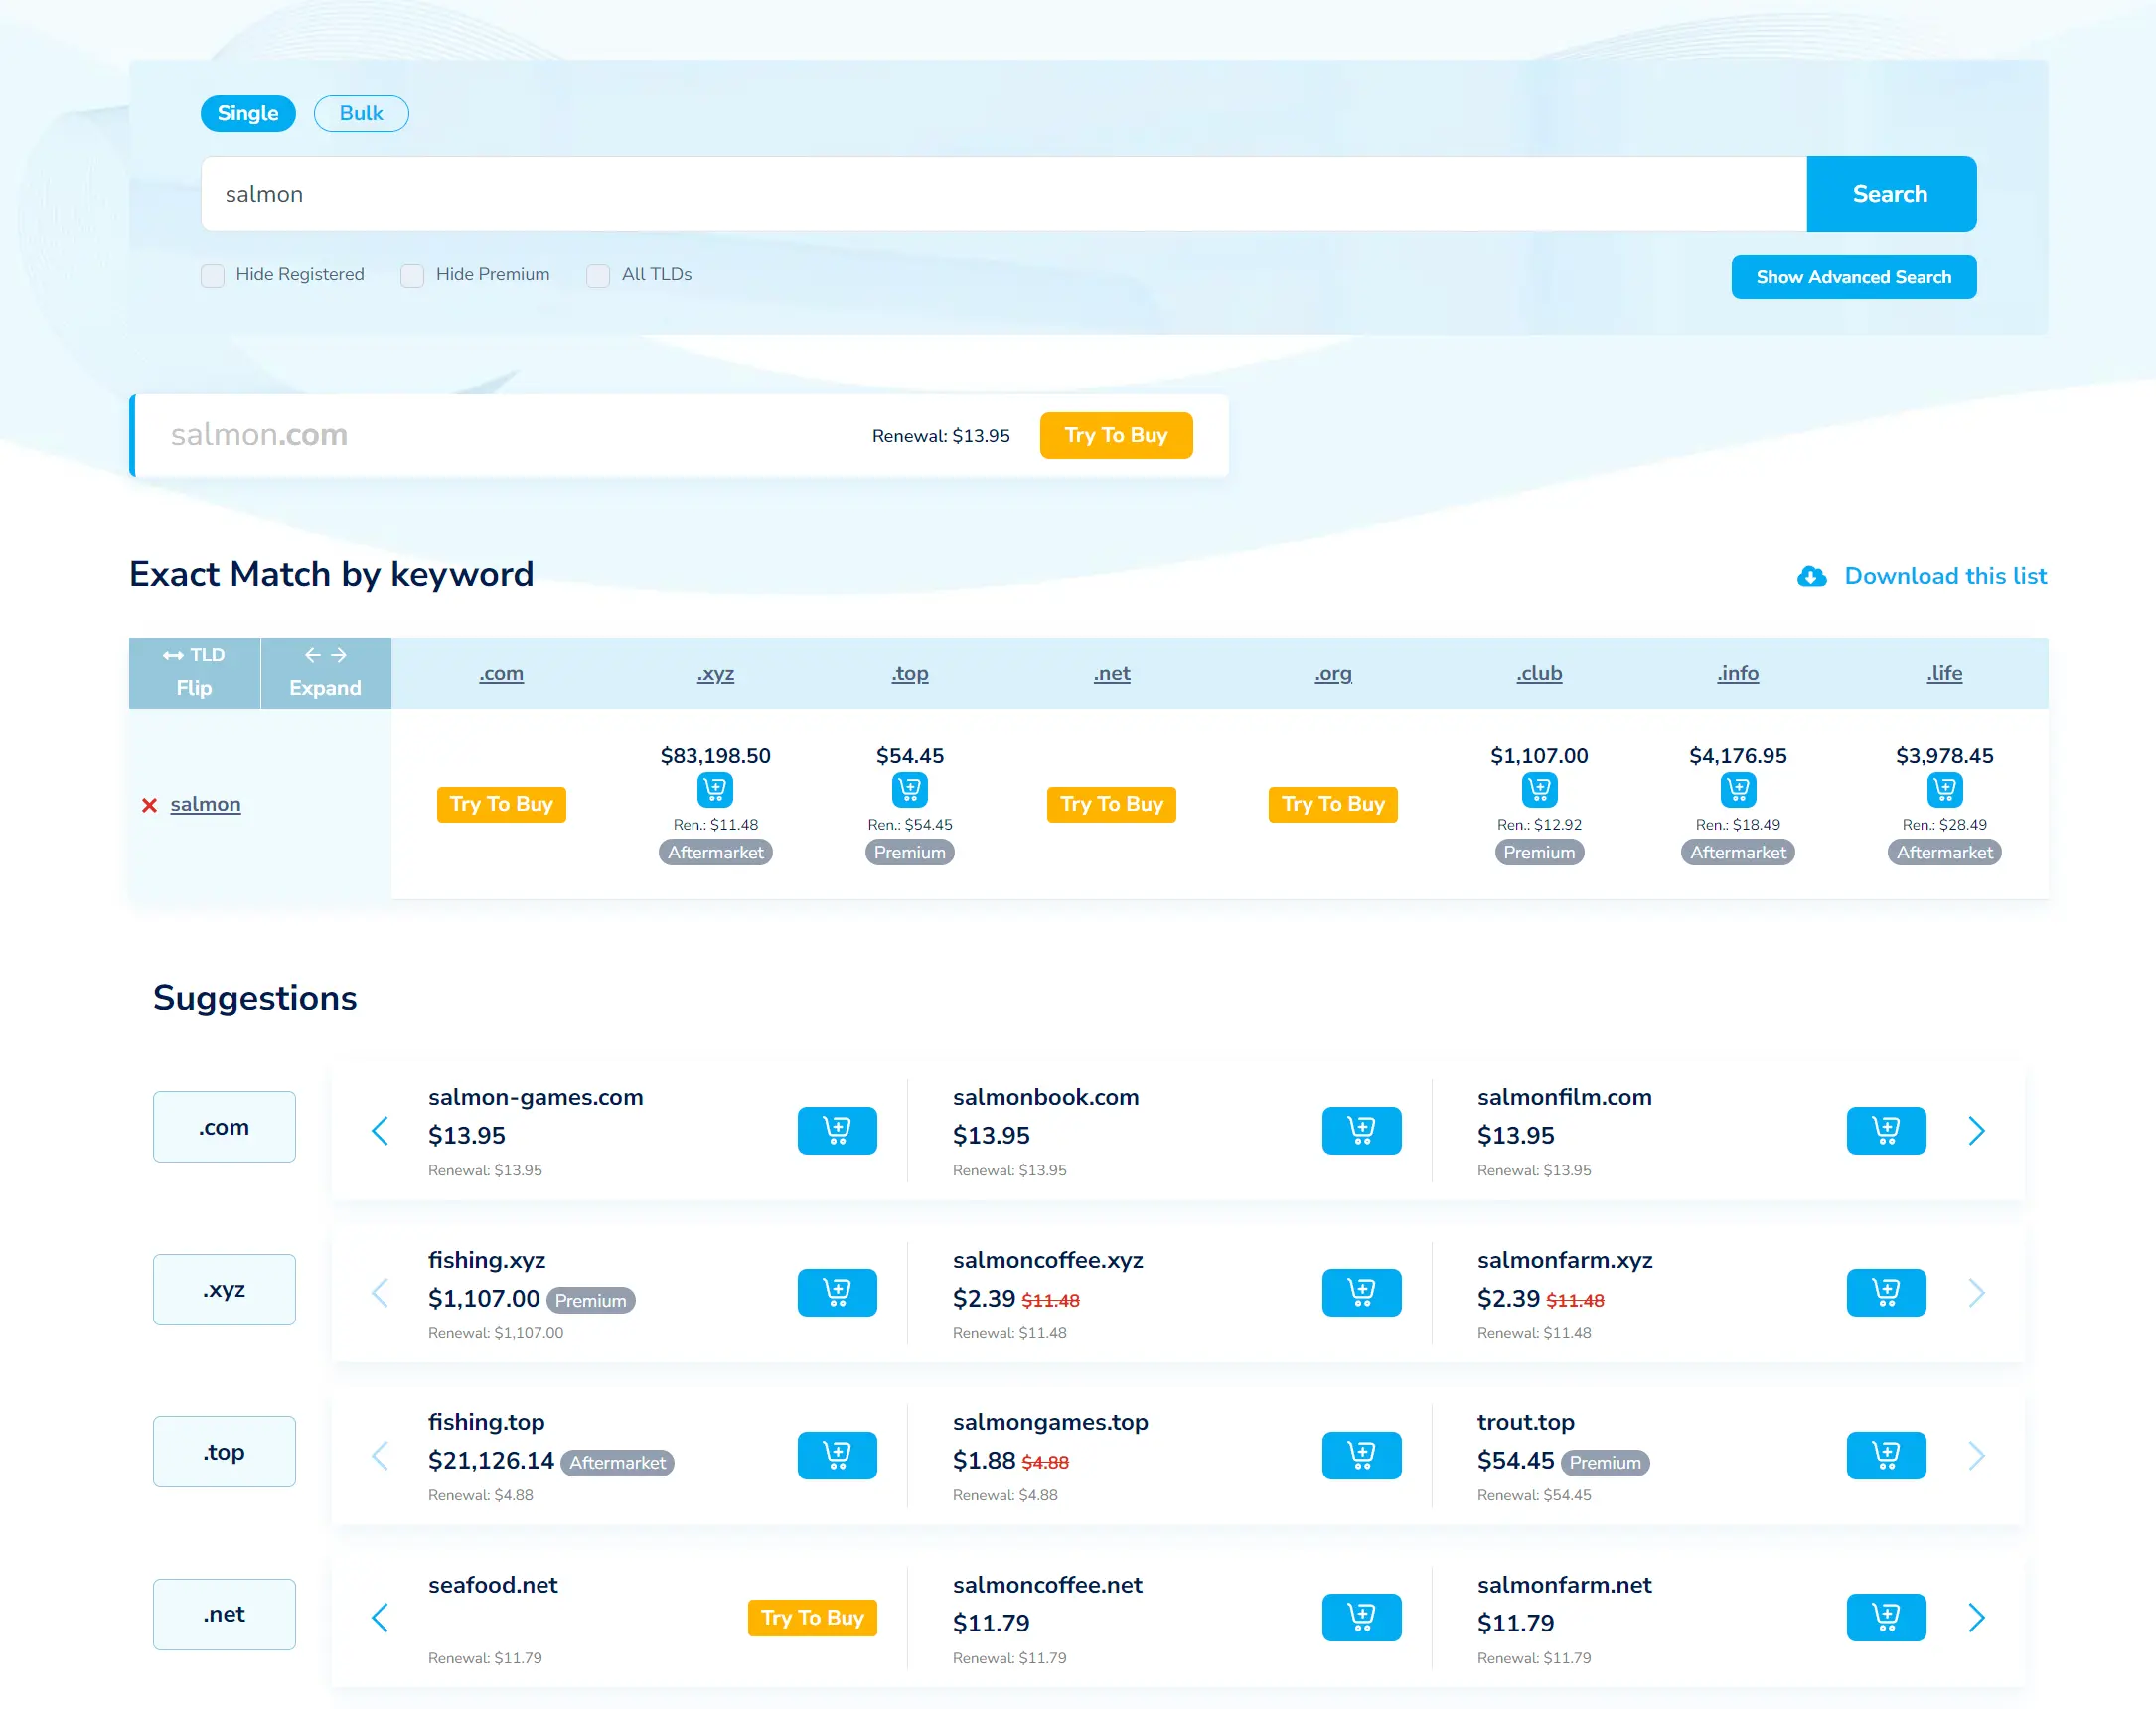 Single Bulk
salmon Search
Hide Registered Hide Premium All TLDs Show Advanced Search
salmon.com Renewal: $13.95 Try To Buy
Exact Match by keyword Download this list
TLD
Flip Expand .com .xyz .top .net .org .club .info .life
$83,198.50 $54.45 $1,107.00 $4,176.95 $3,978.45
salmon Try To Buy Try To Buy Try To Buy
Ren.: $11.48 Ren.: $54.45 Ren.: $12.92 Ren.: $18.49 Ren.: $28.49
Aftermarket Premium Premium Aftermarket Aftermarket
Suggestions
.com
salmon-games.com salmonbook.com salmonfilm.com
$13.95 $13.95 $13.95
Renewal: $13.95 Renewal: $13.95 Renewal: $13.95
.xyz
fishing.xyz salmoncoffee.xyz salmonfarm.xyz
$1,107.00 Premium $2.39 $11.48 $2.39 $11.48
Renewal: $1,107.00 Renewal: $11.48 Renewal: $11.48
.top
fishing.top salmongames.top trout.top
$21,126.14 Aftermarket $1.88 $4.88 $54.45 Premium
Renewal: $4.88 Renewal: $4.88 Renewal: $54.45
.net
seafood.net salmoncoffee.net salmonfarm.net
Try To Buy $11.79 $11.79
Renewal: $11.79 Renewal: $11.79 Renewal: $11.79